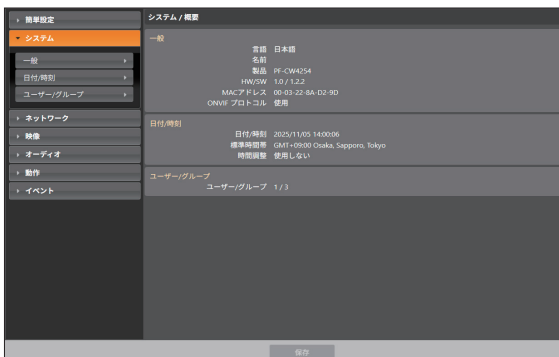 簡単設定
システム
一般
日付/時刻
ユーザー/グループ
ネットワーク
映像
オーディオ
動作
イベント
システム / 概要
一般
言語 日本語
名前
製品 PF-CW4254
HW/SW 1.0 / 1.2.2
MACアドレス 00-03-22-8A-D2-9D
ONVIF プロトコル 使用
日付/時刻
日付/時刻 2025/11/05 14:00:06
標準時間帯 GMT+09:00 Osaka, Sapporo, Tokyo
時間調整 使用しない
ユーザー/グループ
ユーザー/グループ 1 / 3
保存